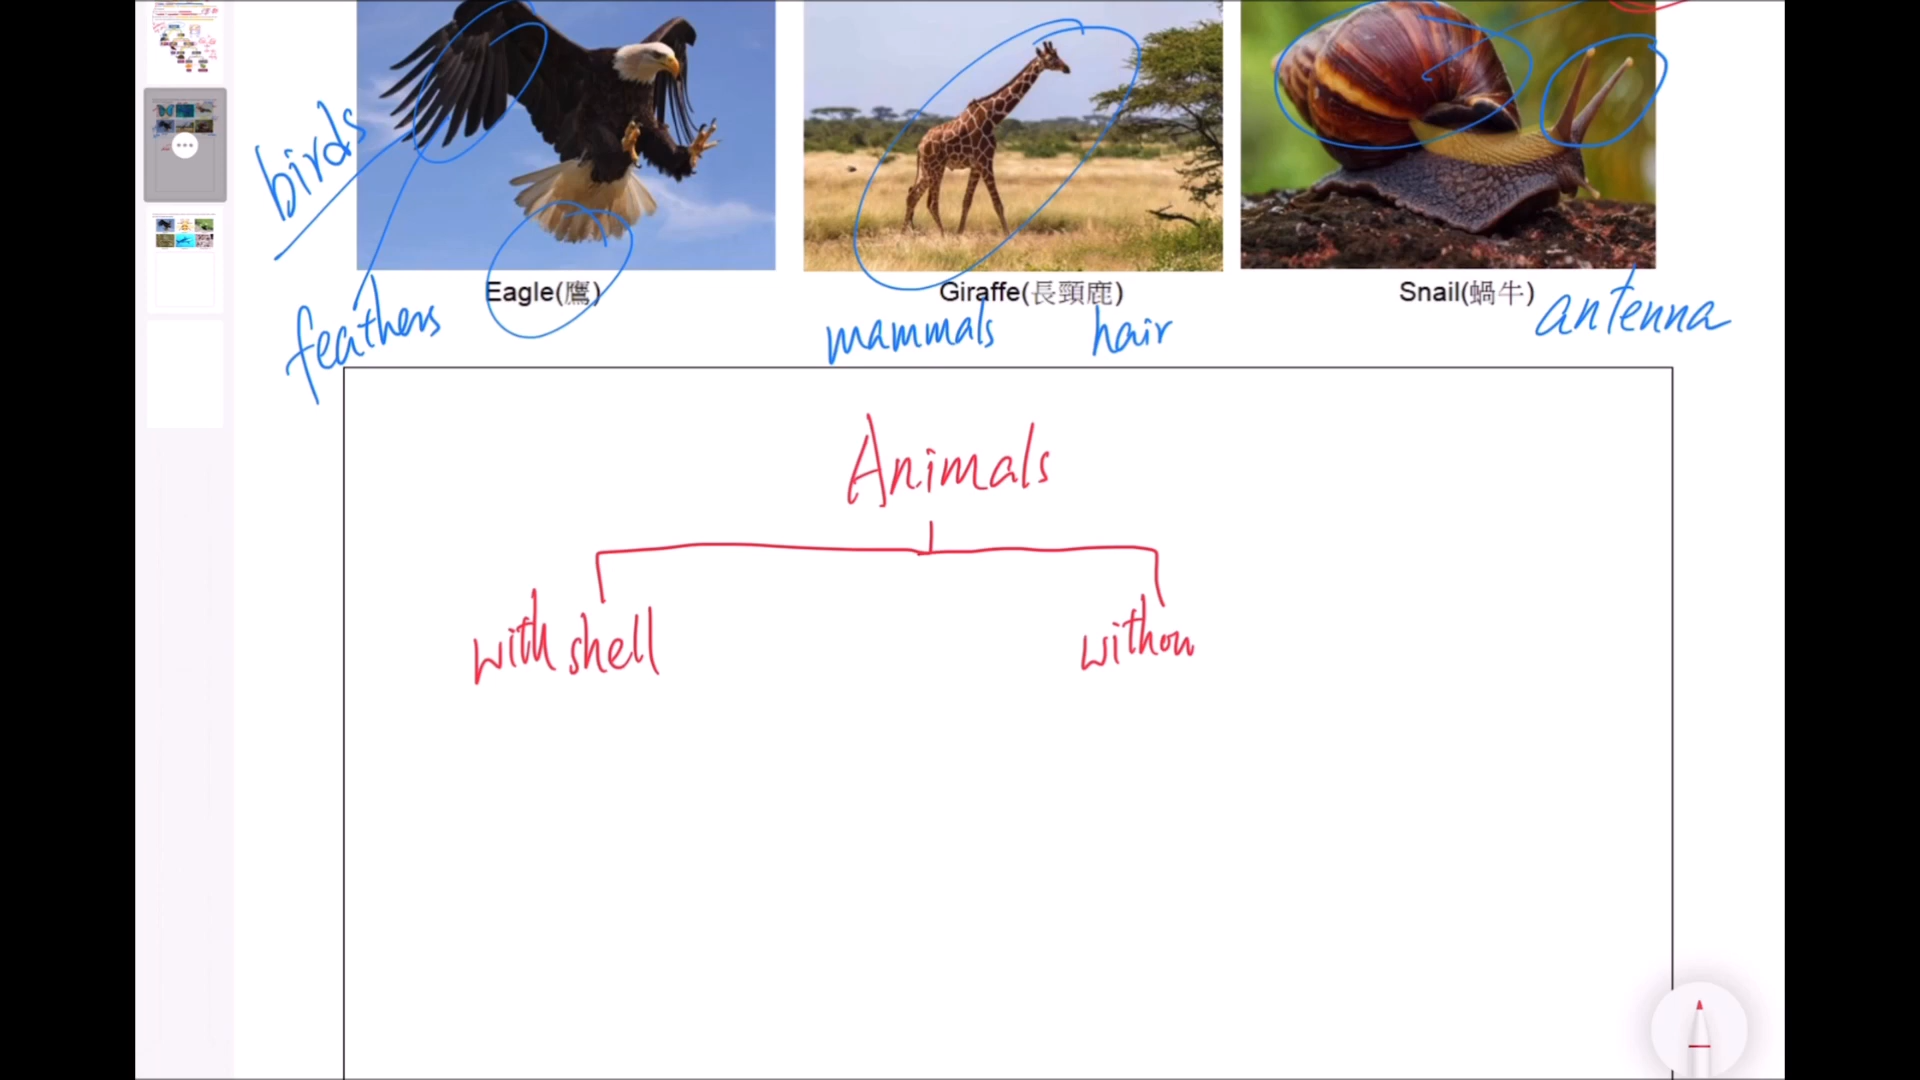 birds
Eagle(鷹)
Giraffe(長頸鹿)
Snail(蝸牛)
feathers
mammals
hair
antenna
Animals
with shell
withou